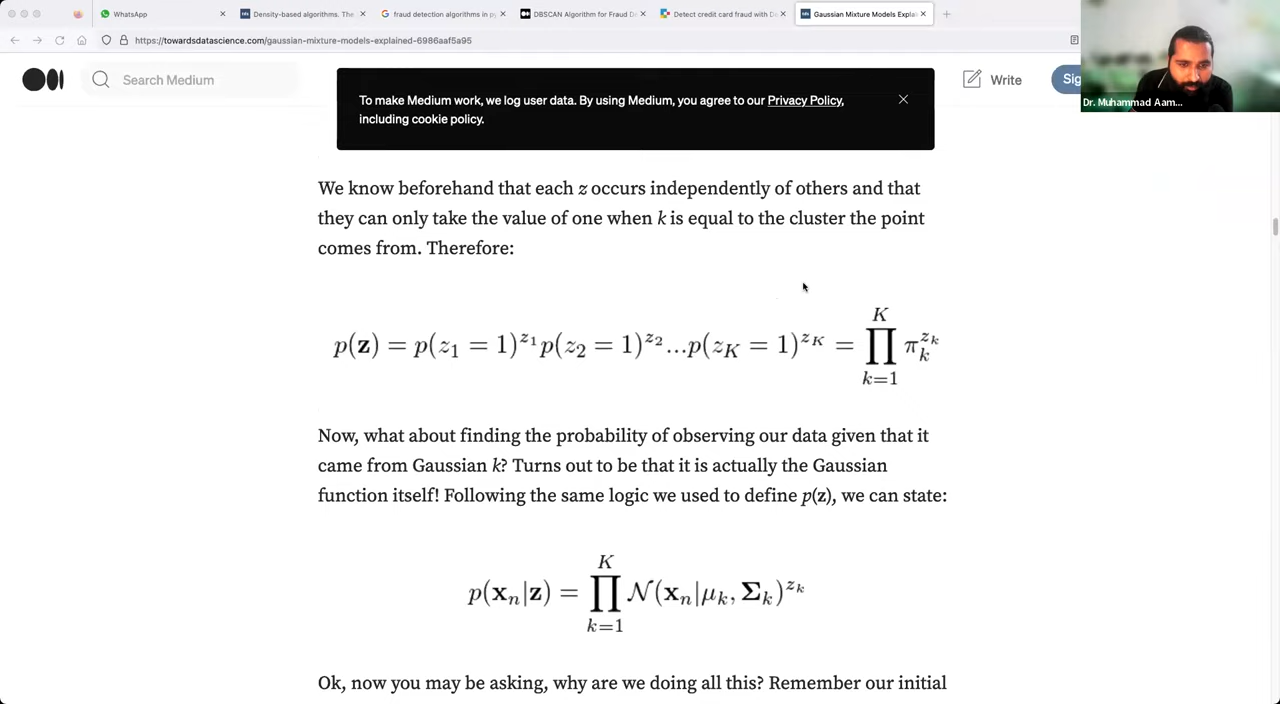 WhatsApp
Density-based algorithms. The
fraud detection algorithms in p
DBSCAN Algorithm for Fraud D
Detect credit card fraud with D
Gaussian Mixture Models Expla
https://towardsdatascience.com/gaussian-mixture-models-explained-6986aaf5a95
Search Medium
To make Medium work, we log user data. By using Medium, you agree to our Privacy Policy,
including cookie policy.
Write
Sig
Dr. Muhammad Aam...
We know beforehand that each z occurs independently of others and that
they can only take the value of one when k is equal to the cluster the point
comes from. Therefore:
p(𝐳) = p(z₁ = 1)^{z₁} p(z₂ = 1)^{z₂}...p(z_K = 1)^{z_K} = ∏_{k=1}^{K} π_k^{z_k}
Now, what about finding the probability of observing our data given that it
came from Gaussian k? Turns out to be that it is actually the Gaussian
function itself! Following the same logic we used to define p(z), we can state:
p(𝐱_n|𝐳) = ∏_{k=1}^{K} 𝒩(𝐱_n|μ_k, Σ_k)^{z_k}
Ok, now you may be asking, why are we doing all this? Remember our initial